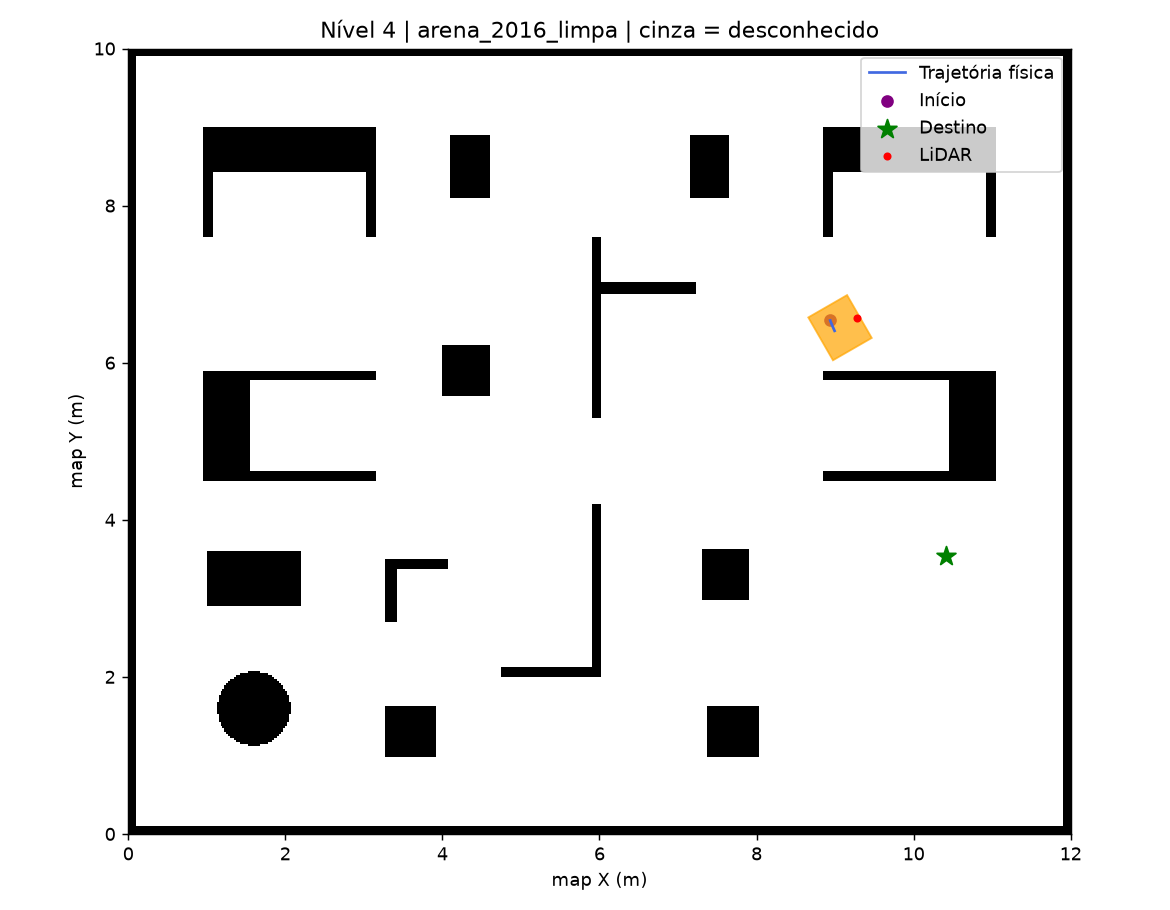 Nível 4 | arena_2016_limpa | cinza = desconhecido
Trajetória física
Início
Destino
LiDAR
10
8
6
4
2
0
map Y (m)
0 2 4 6 8 10 12
map X (m)